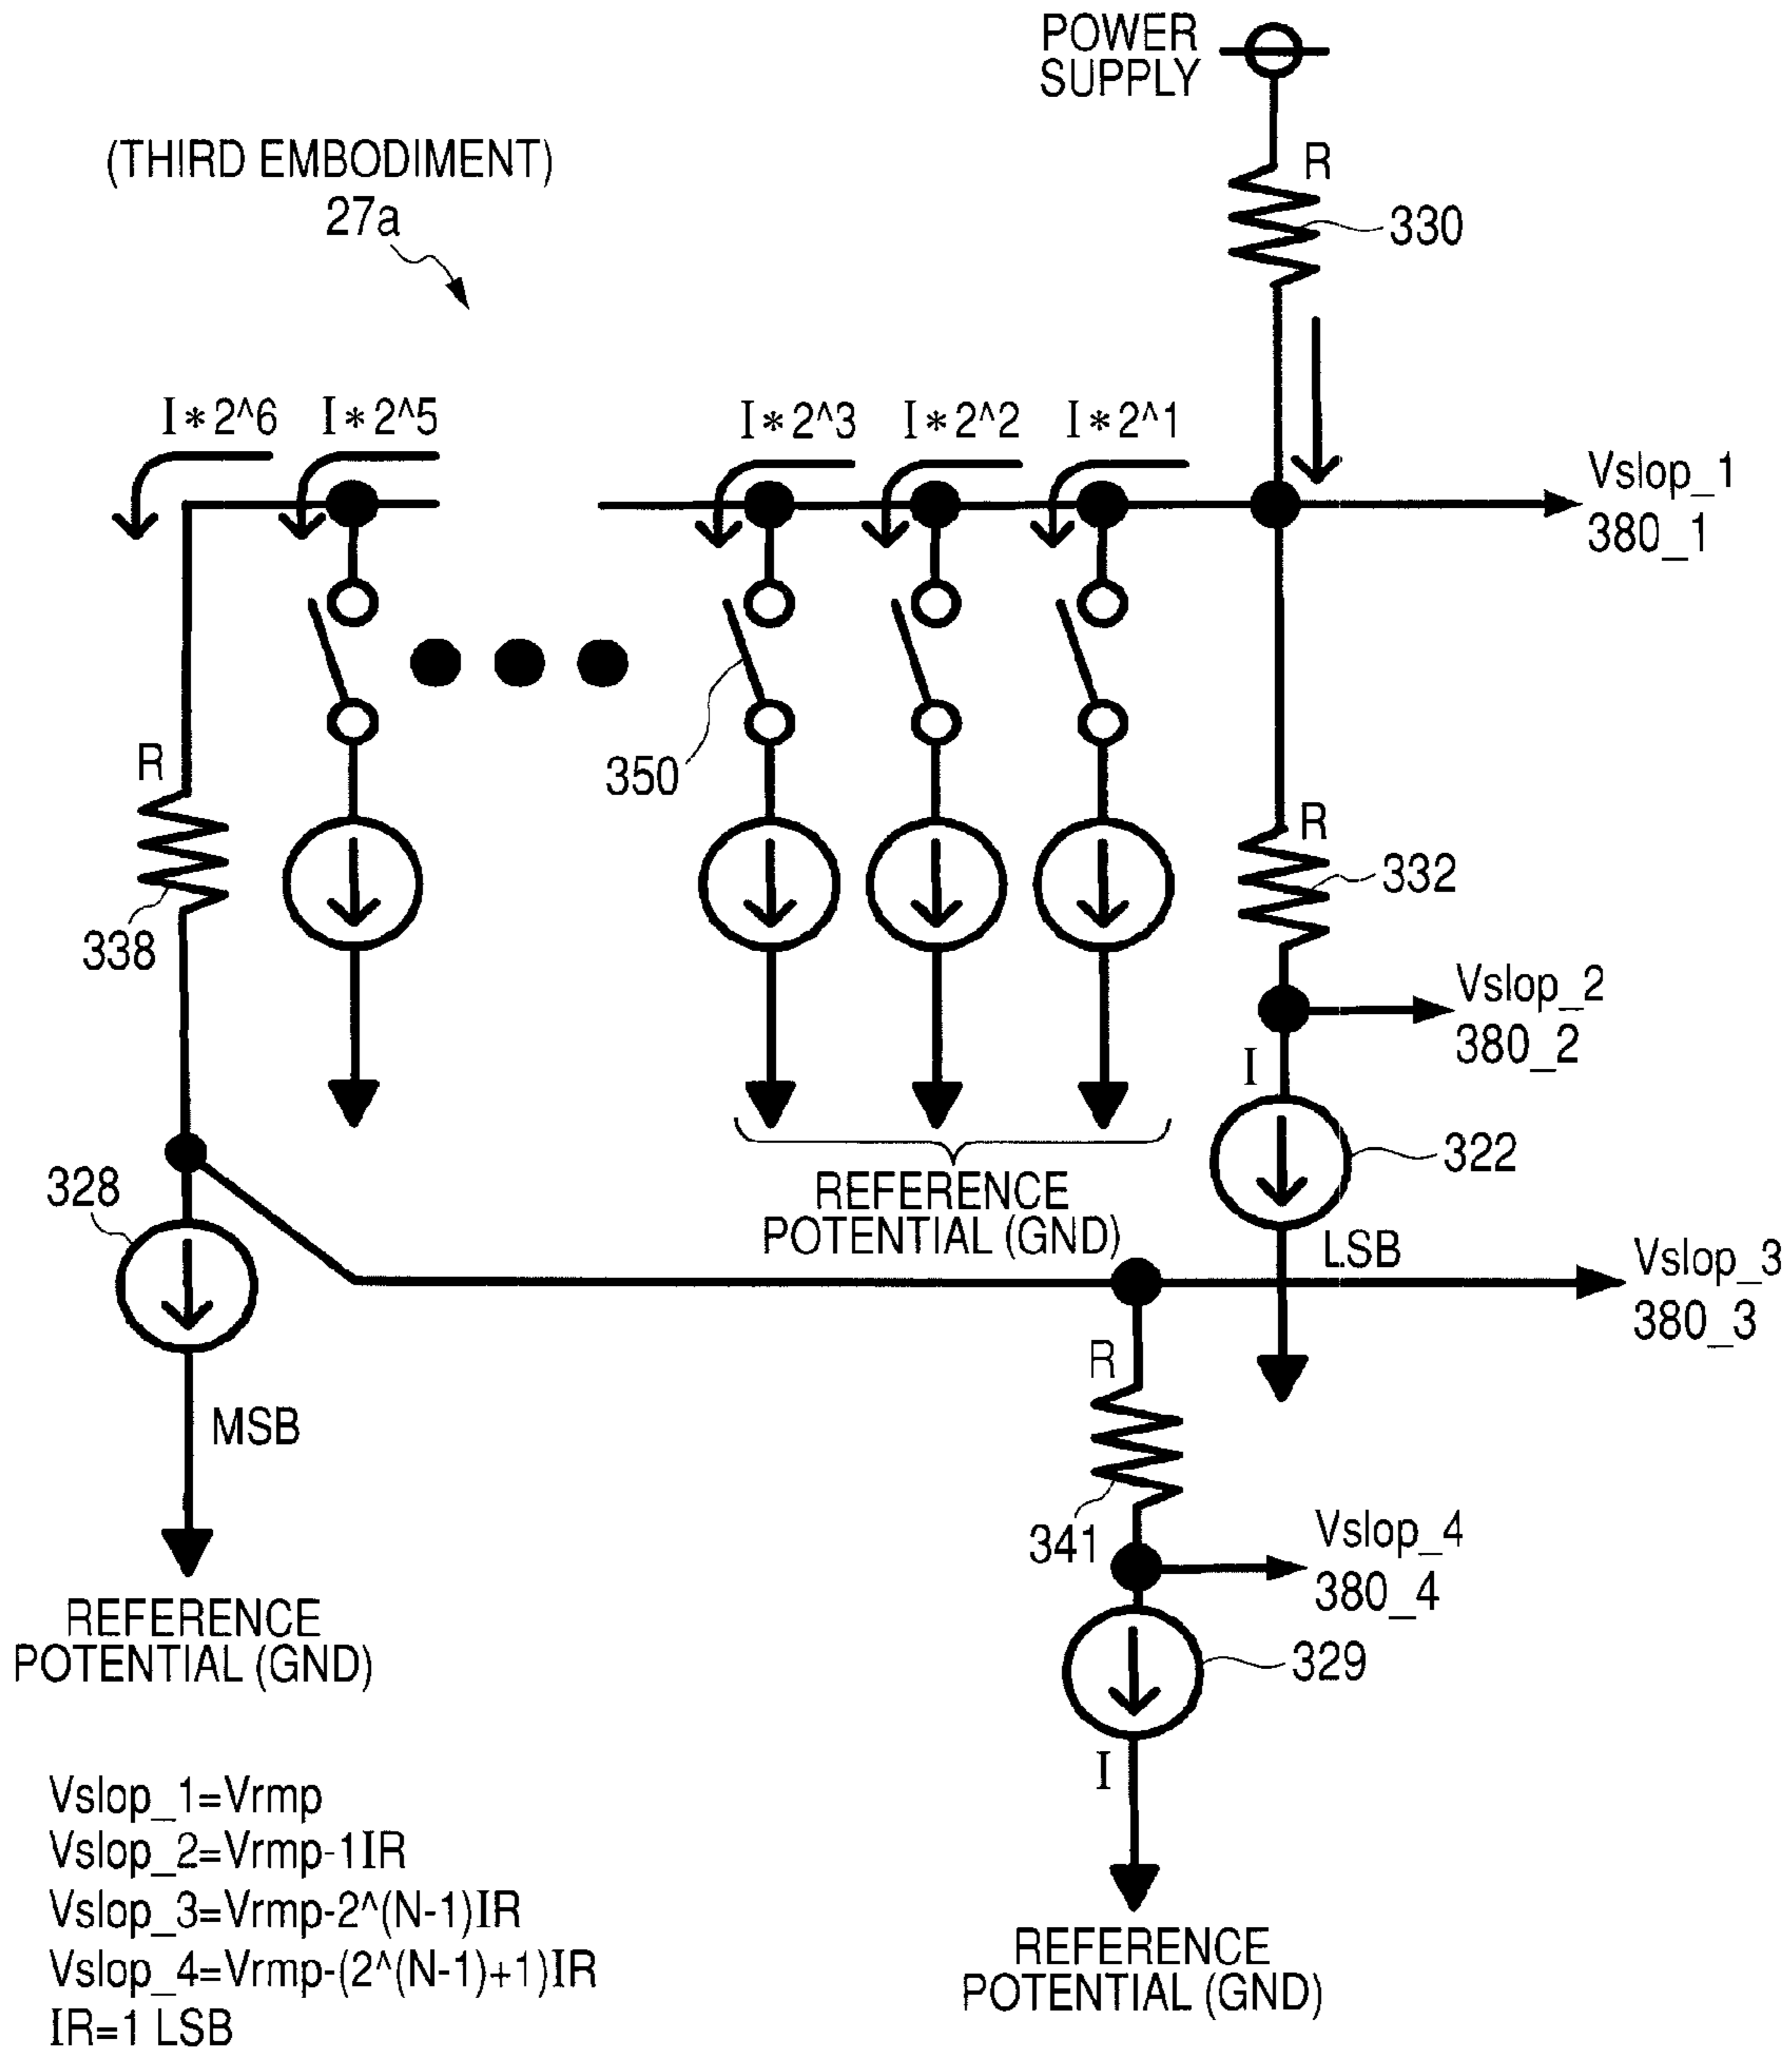 POWER
SUPPLY
(THIRD EMBODIMENT)
27a
R
330
I*2^6
I*2^5
I*2^3
I*2^2
I*2^1
Vslop_1
380_1
350
R
338
R
332
Vslop_2
380_2
I
322
LSB
328
REFERENCE
POTENTIAL (GND)
Vslop_3
380_3
R
341
MSB
Vslop_4
380_4
329
I
REFERENCE
POTENTIAL (GND)
REFERENCE
POTENTIAL (GND)
Vslop_1=Vrmp
Vslop_2=Vrmp-1IR
Vslop_3=Vrmp-2^(N-1)IR
Vslop_4=Vrmp-(2^(N-1)+1)IR
IR=1 LSB